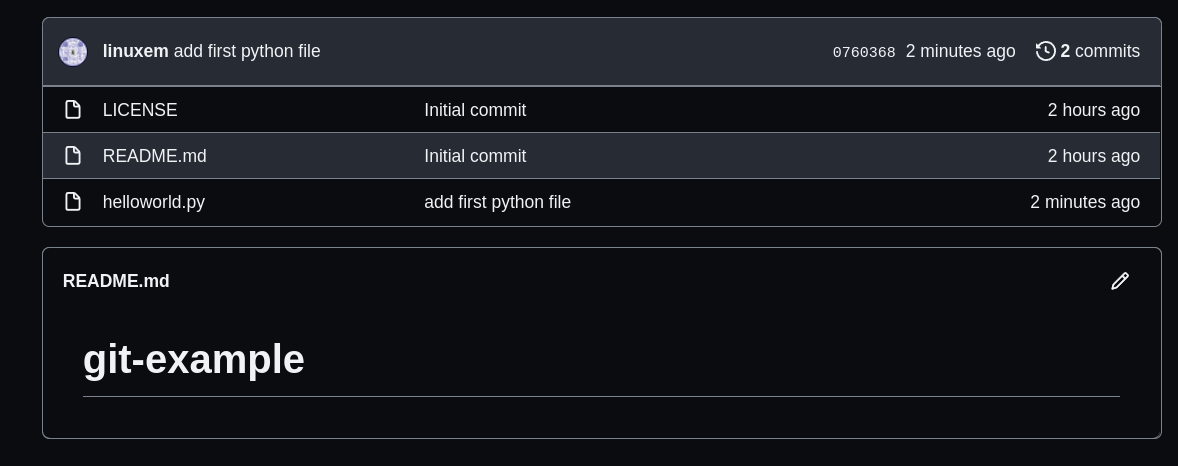 linuxem add first python file 0760368 2 minutes ago 2 commits
LICENSE Initial commit 2 hours ago
README.md Initial commit 2 hours ago
helloworld.py add first python file 2 minutes ago
README.md
git-example